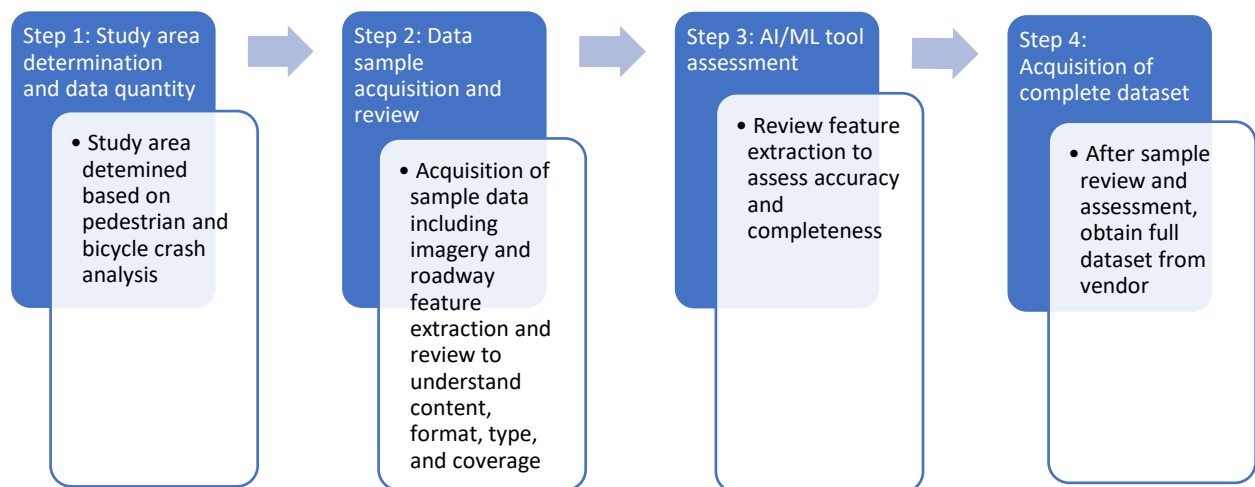 Step 1: Study area
determination
and data quantity
• Study area
detemined
based on
pedestrian and
bicycle crash
analysis
Step 2: Data
sample
acquisition and
review
• Acquisition of
sample data
including
imagery and
roadway
feature
extraction and
review to
understand
content,
format, type,
and coverage
Step 3: AI/ML tool
assessment
• Review feature
extraction to
assess accuracy
and
completeness
Step 4:
Acquisition of
complete dataset
• After sample
review and
assessment,
obtain full
dataset from
vendor